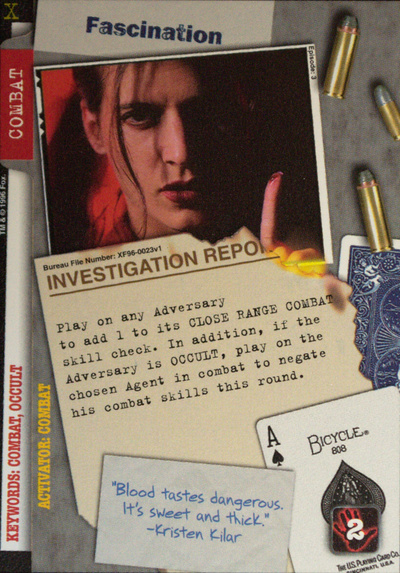 X
Fascination
COMBAT
Episode: 3
TM & © 1996 Fox.
Bureau File Number: XF96-0023v1
INVESTIGATION REPO
Play on any Adversary
to add 1 to its CLOSE RANGE COMBAT
skill check. In addition, if the
Adversary is OCCULT, play on the
chosen Agent in combat to negate
his combat skills this round.
KEYWORDS: COMBAT, OCCULT
ACTIVATOR: COMBAT
"Blood tastes dangerous.
It's sweet and thick."
-Kristen Kilar
A
BICYCLE®
808
2
THE U.S. PLAYING CARD CO.
CINCINNATI, U.S.A.